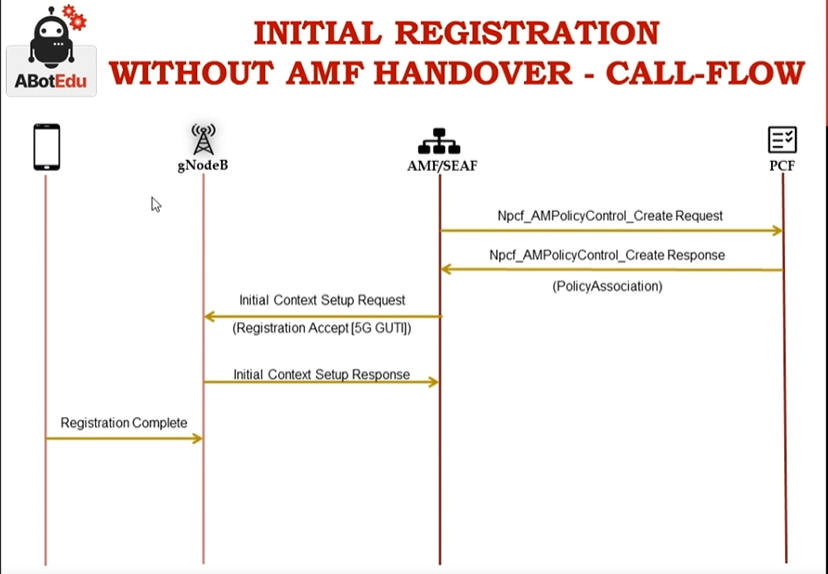 INITIAL REGISTRATION
WITHOUT AMF HANDOVER - CALL-FLOW
ABotEdu
gNodeB
AMF/SEAF
PCF
Npcf_AMPolicyControl_Create Request
Npcf_AMPolicyControl_Create Response
(PolicyAssociation)
Initial Context Setup Request
(Registration Accept [5G GUTI])
Initial Context Setup Response
Registration Complete